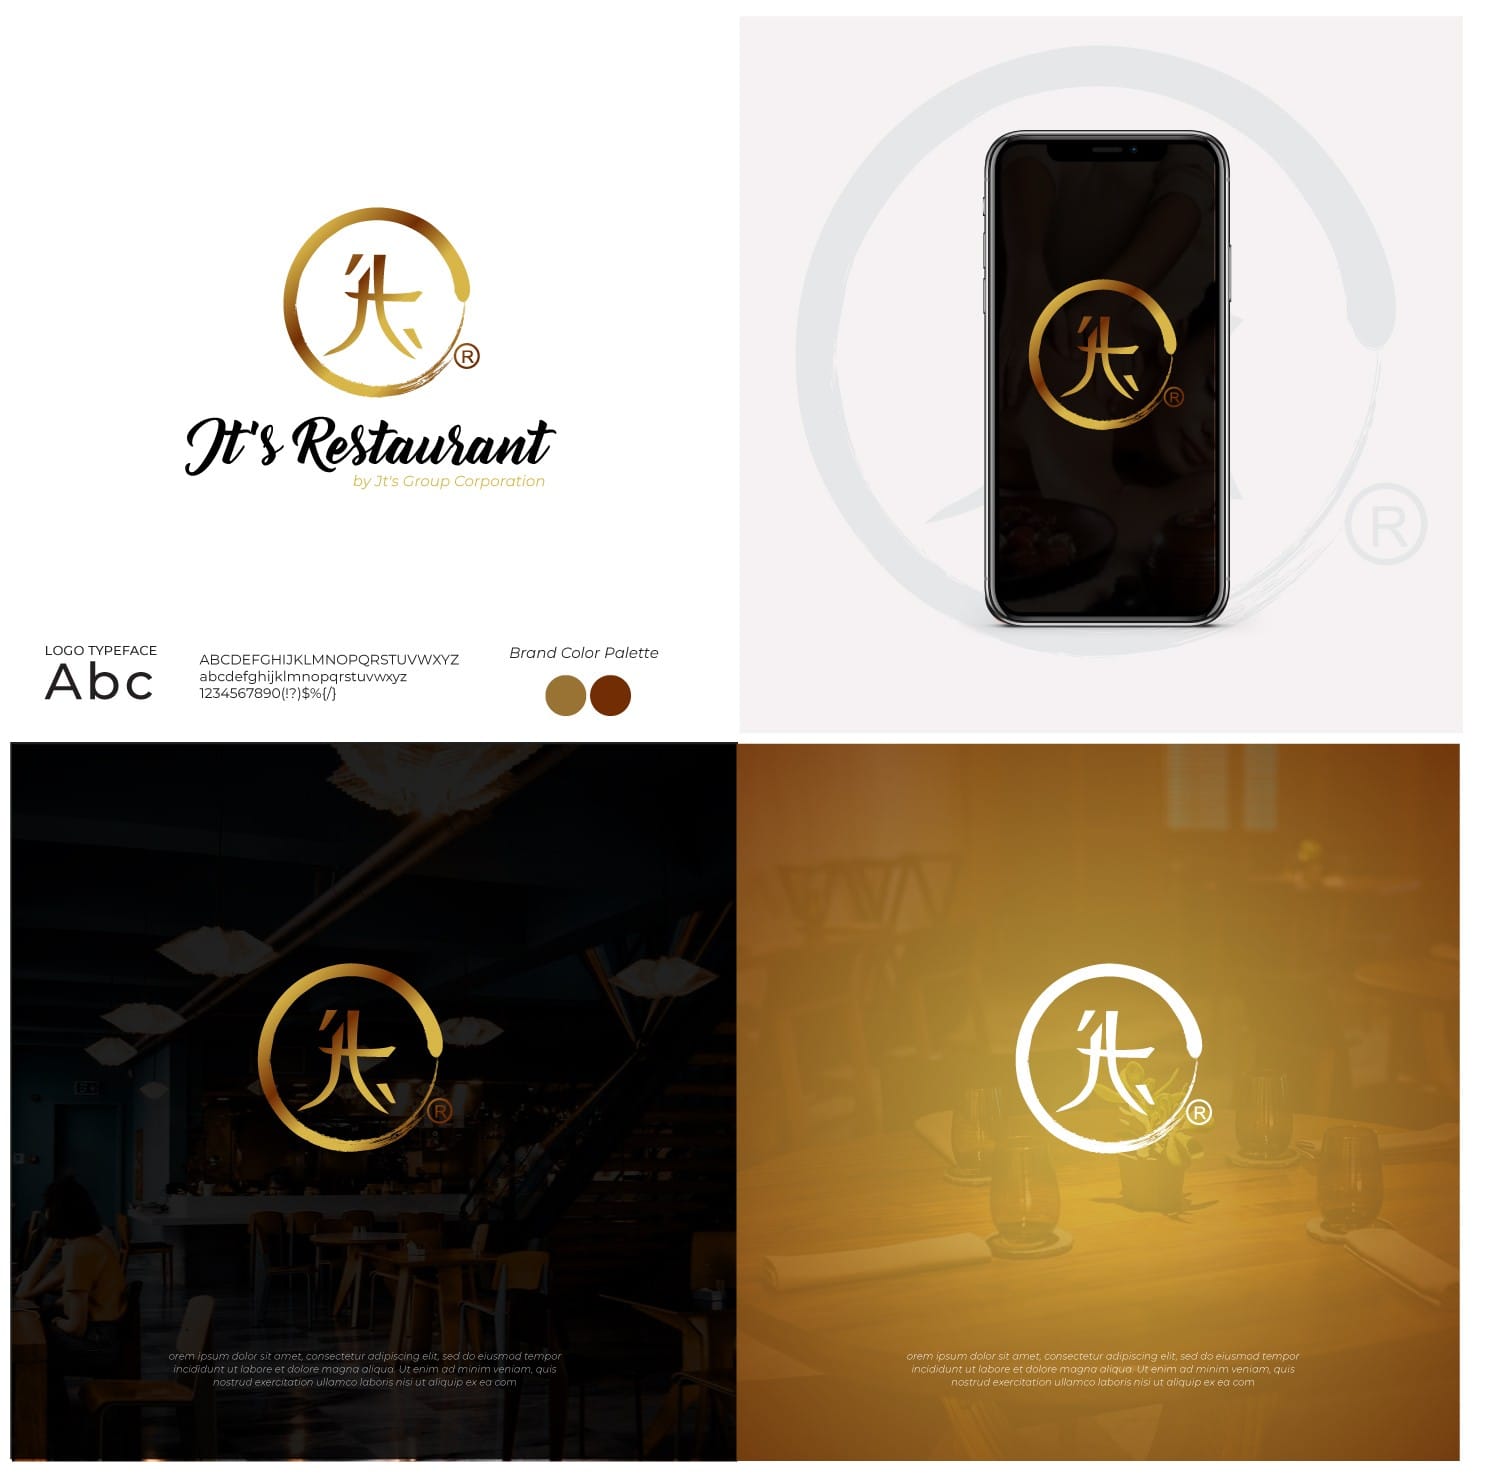 ®
Jt's Restaurant
by Jt's Group Corporation
LOGO TYPEFACE
Abc
ABCDEFGHIJKLMNOPQRSTUVWXYZ
abcdefghijklmnopqrstuvwxyz
1234567890(!?)$%{/}
Brand Color Palette
®
®
®
orem ipsum dolor sit amet, consectetur adipiscing elit, sed do eiusmod tempor
incididunt ut labore et dolore magna aliqua. Ut enim ad minim veniam, quis
nostrud exercitation ullamco laboris nisi ut aliquip ex ea com
®
orem ipsum dolor sit amet, consectetur adipiscing elit, sed do eiusmod tempor
incididunt ut labore et dolore magna aliqua. Ut enim ad minim veniam, quis
nostrud exercitation ullamco laboris nisi ut aliquip ex ea com